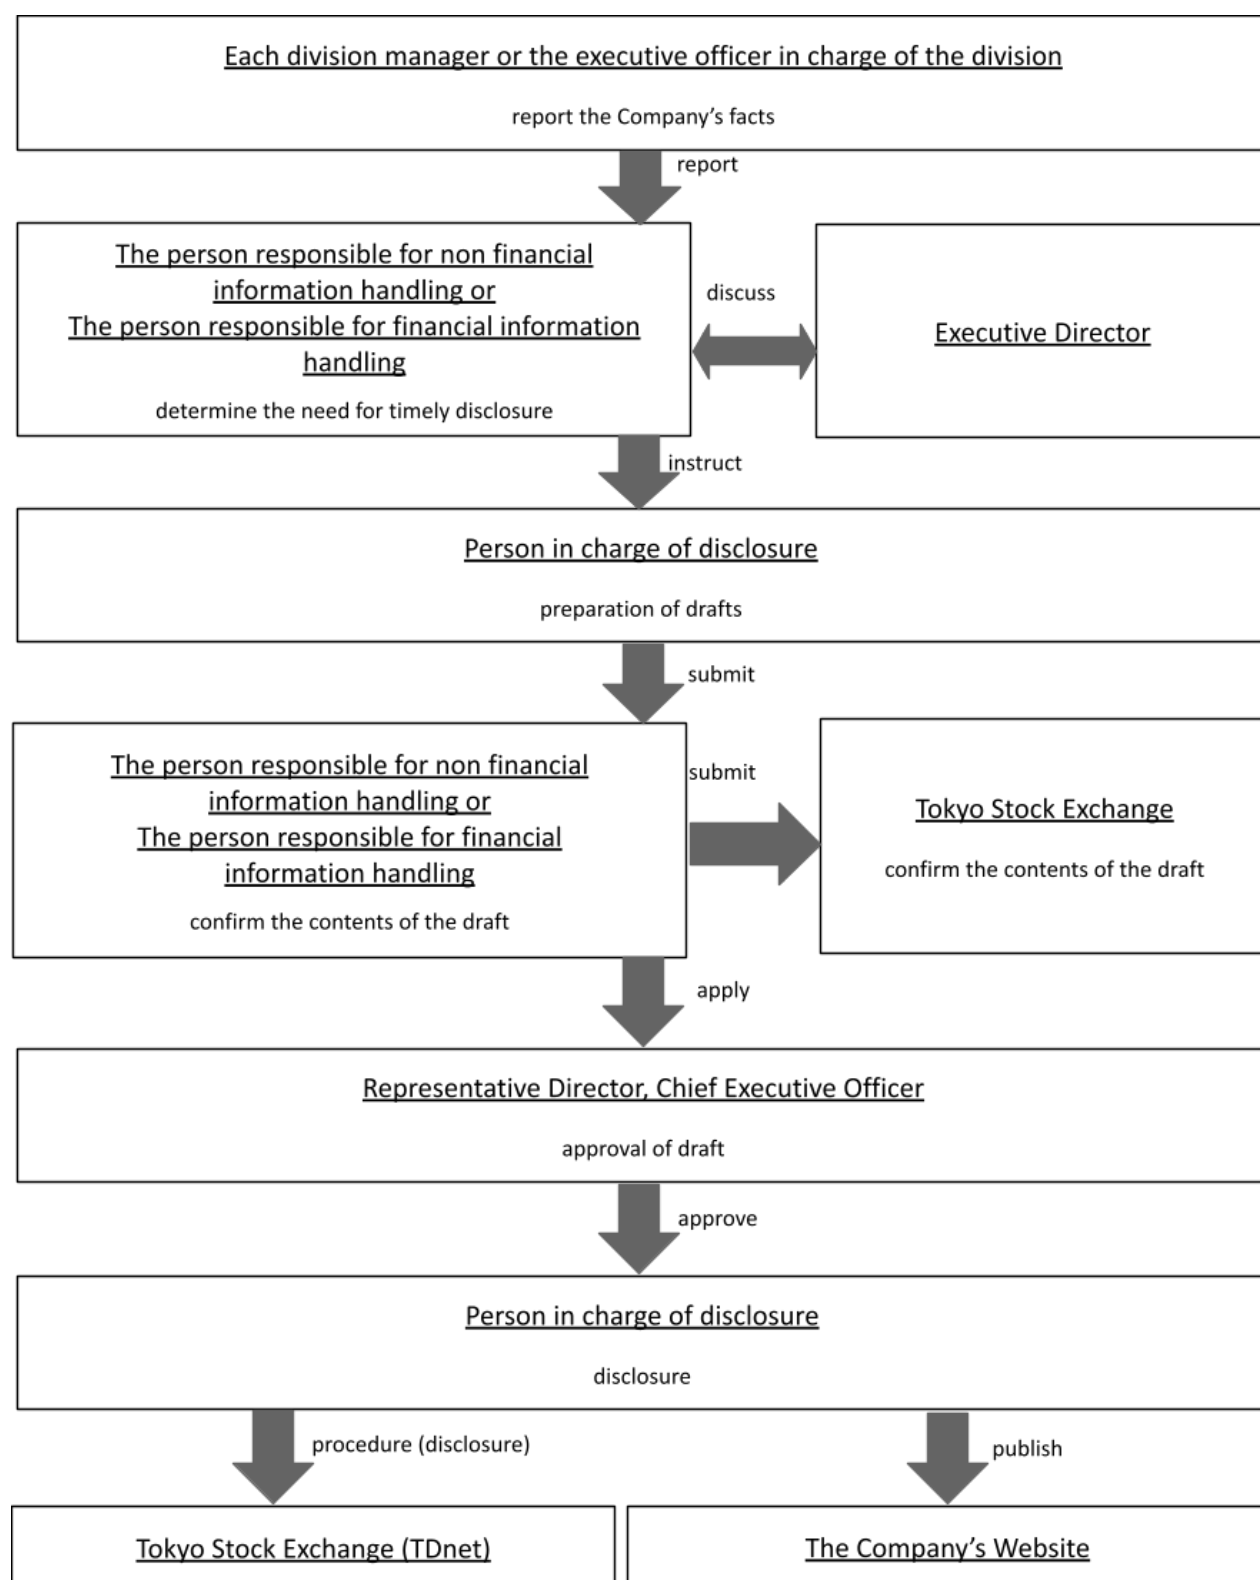 Each division manager or the executive officer in charge of the division
report the Company’s facts
report
The person responsible for non financial
information handling or
The person responsible for financial information
handling
determine the need for timely disclosure
discuss
Executive Director
instruct
Person in charge of disclosure
preparation of drafts
submit
The person responsible for non financial
information handling or
The person responsible for financial
information handling
confirm the contents of the draft
submit
Tokyo Stock Exchange
confirm the contents of the draft
apply
Representative Director, Chief Executive Officer
approval of draft
approve
Person in charge of disclosure
disclosure
procedure (disclosure)
publish
Tokyo Stock Exchange (TDnet)
The Company’s Website